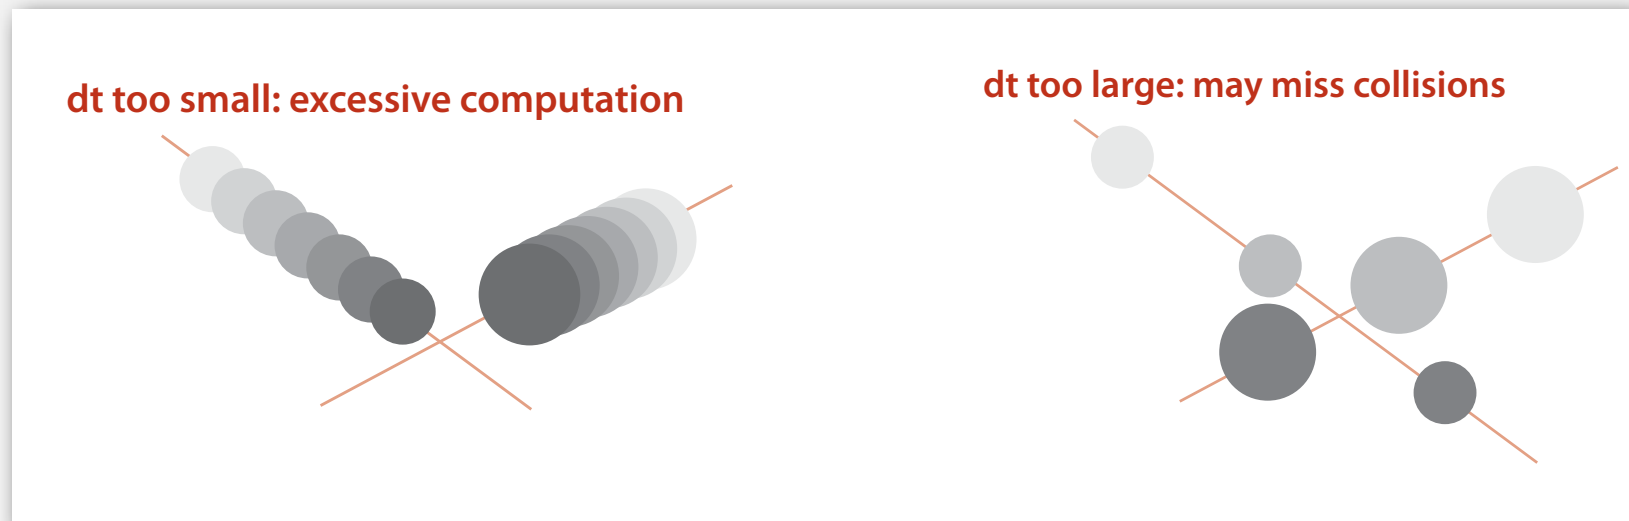 dt too small: excessive computation
dt too large: may miss collisions